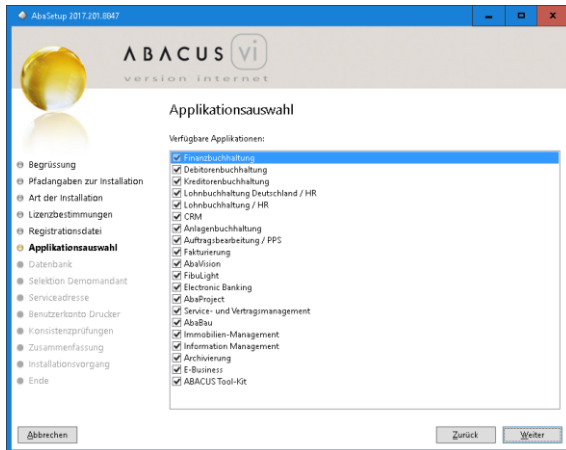 AbaSetup 2017.201.8847
ABACUS vi
version internet
Applikationsauswahl
Verfügbare Applikationen:
Begrüssung
Pfadangaben zur Installation
Art der Installation
Lizenzbestimmungen
Registrationsdatei
Applikationsauswahl
Datenbank
Selektion Demomandant
Serviceadresse
Benutzerkonto Drucker
Konsistenzprüfungen
Zusammenfassung
Installationsvorgang
Ende
Finanzbuchhaltung
Debitorenbuchhaltung
Kreditorenbuchhaltung
Lohnbuchhaltung Deutschland / HR
Lohnbuchhaltung / HR
CRM
Anlagenbuchhaltung
Auftragsbearbeitung / PPS
Fakturierung
AbaVision
FibuLight
Electronic Banking
AbaProject
Service- und Vertragsmanagement
AbaBau
Immobilien-Management
Information Management
Archivierung
E-Business
ABACUS Tool-Kit
Abbrechen
Zurück
Weiter